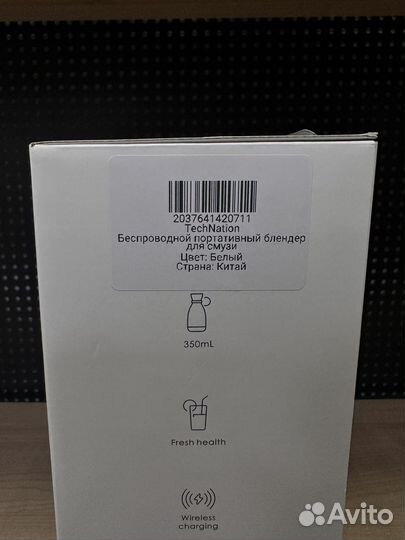 2037641420711
TechNation
Беспроводной портативный блендер
для смузи
Цвет: Белый
Страна: Китай
350mL
Fresh health
Wireless
charging
Avito